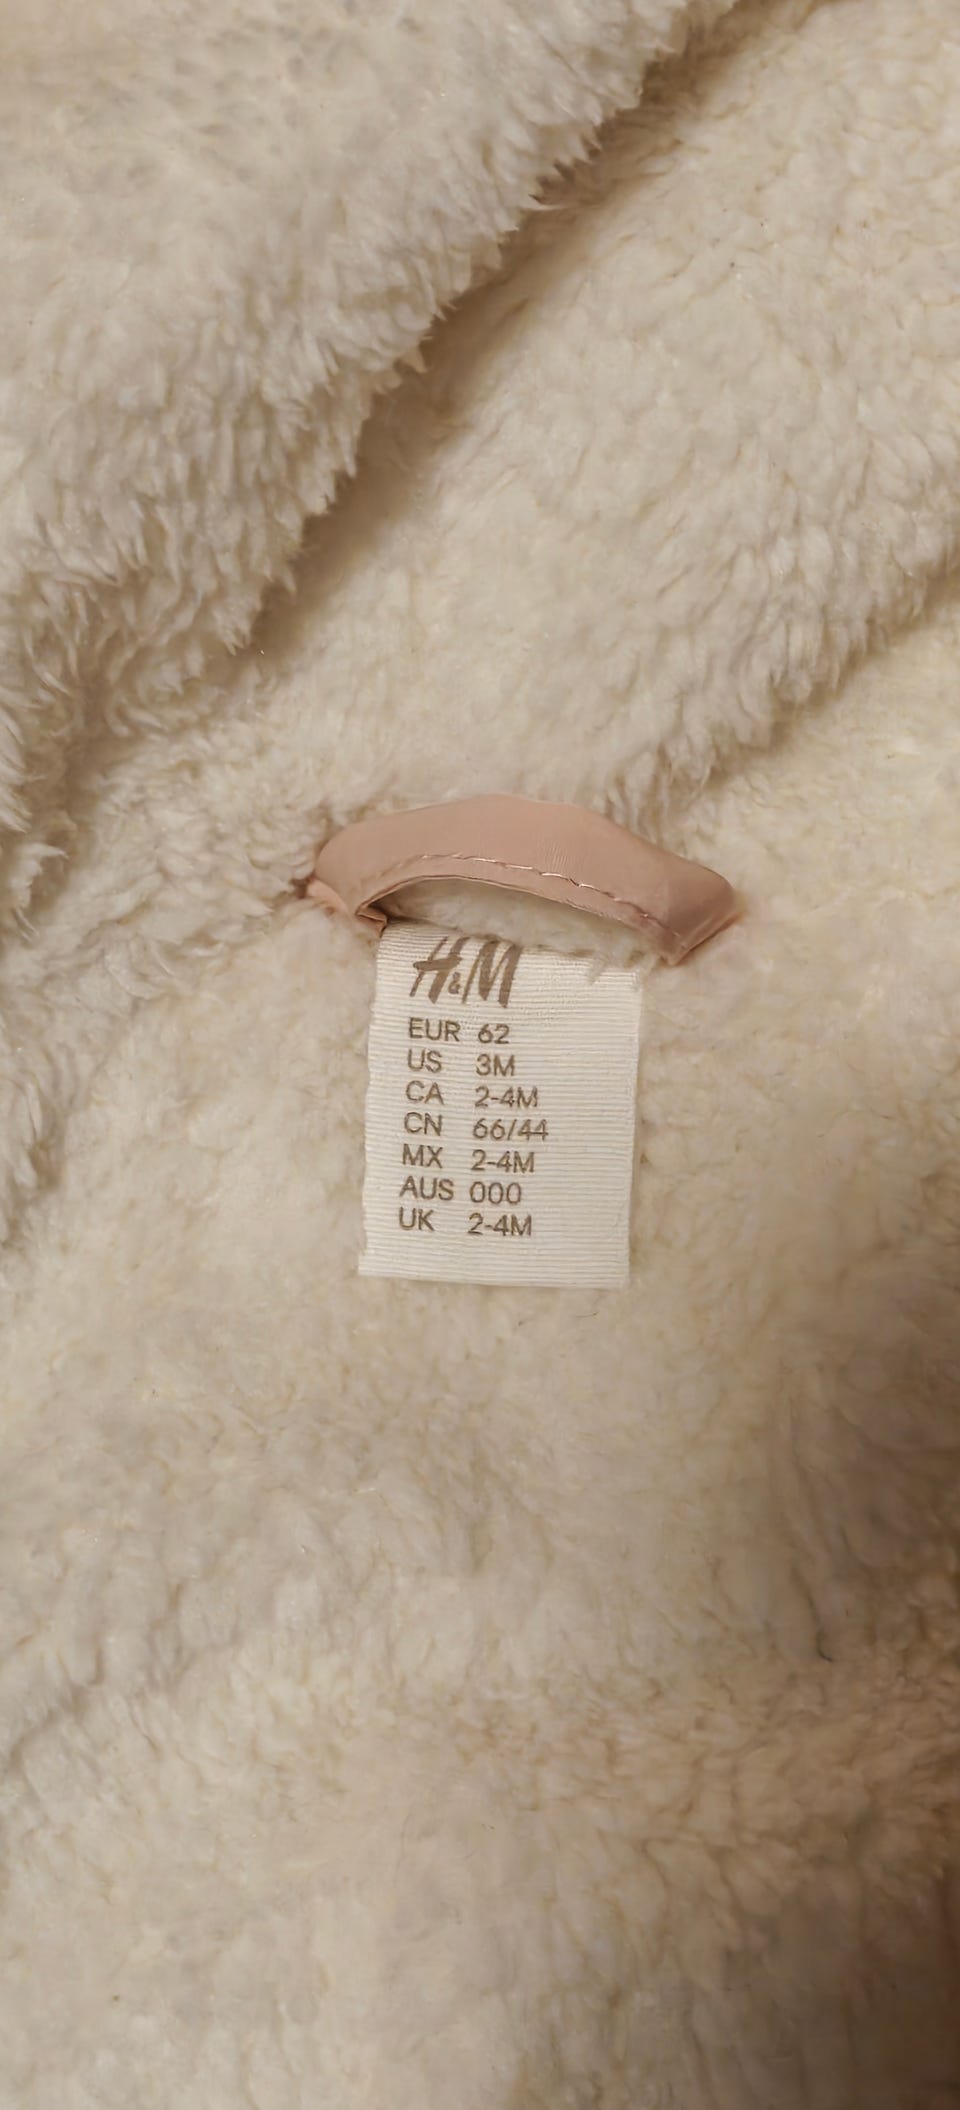 H&M
EUR 62
US 3M
CA 2-4M
CN 66/44
MX 2-4M
AUS 000
UK 2-4M